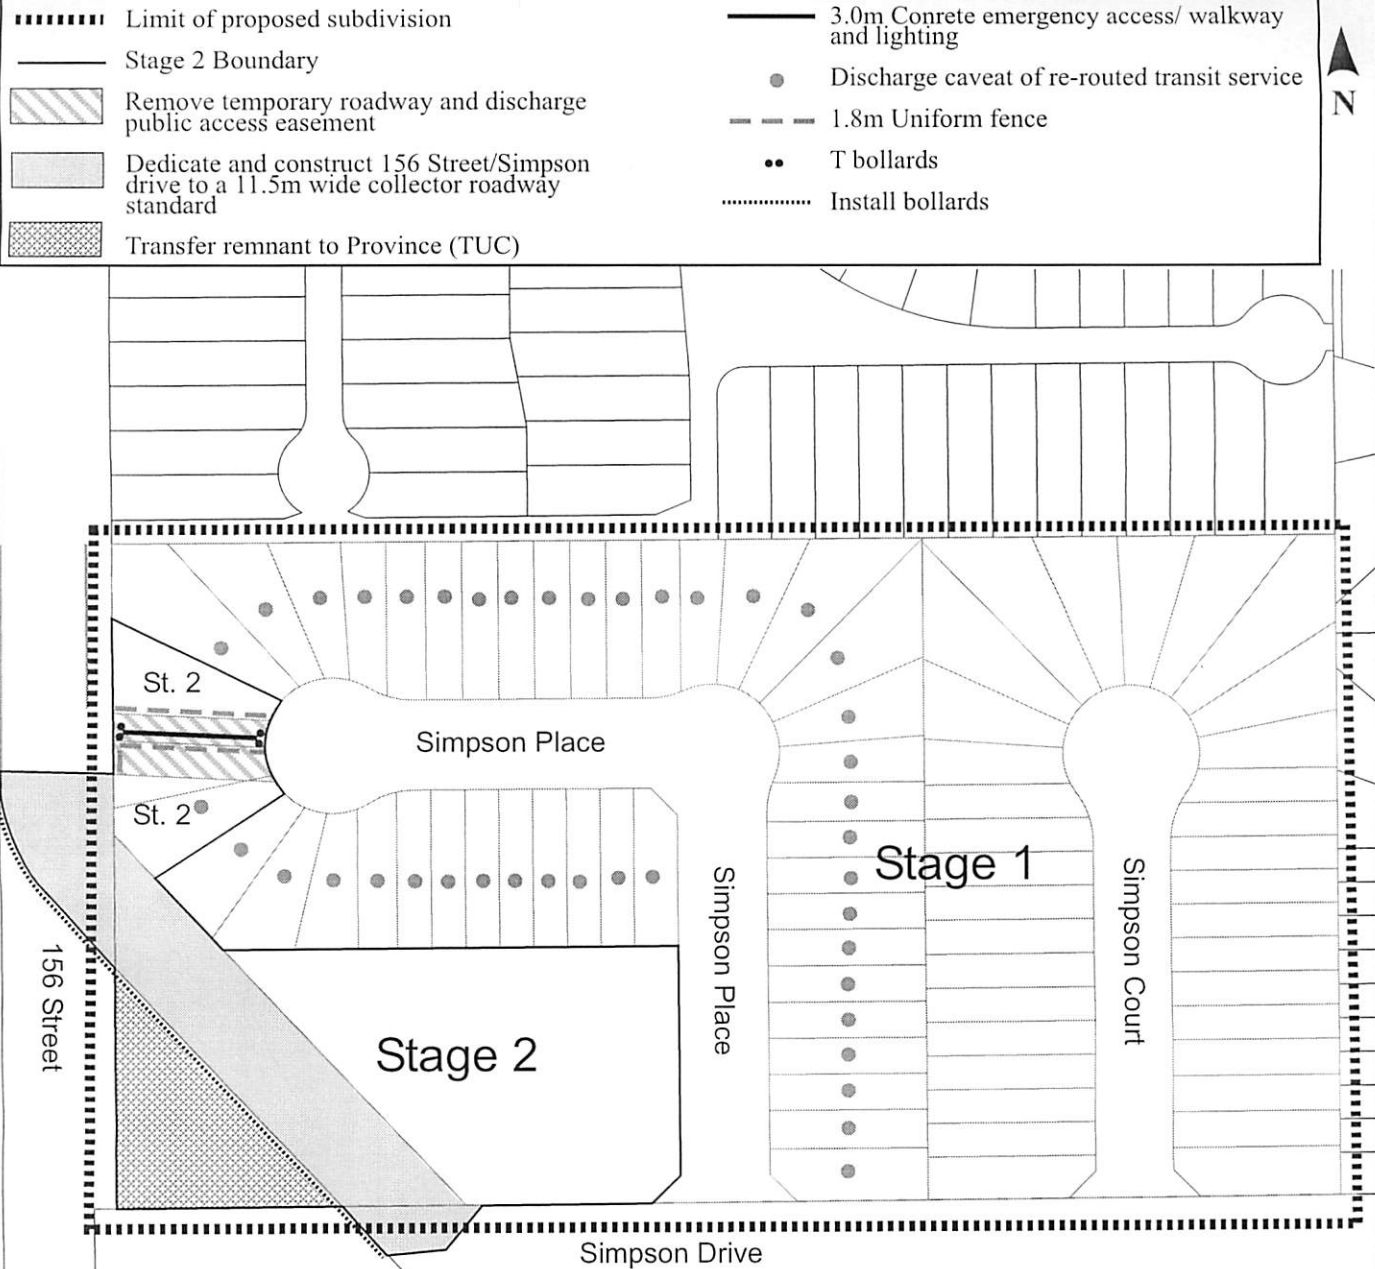 Limit of proposed subdivision
Stage 2 Boundary
Remove temporary roadway and discharge
public access easement
Dedicate and construct 156 Street/Simpson
drive to a 11.5m wide collector roadway
standard
Transfer remnant to Province (TUC)
3.0m Conrete emergency access/ walkway
and lighting
Discharge caveat of re-routed transit service
1.8m Uniform fence
T bollards
Install bollards
N
St. 2
Simpson Place
St. 2
Stage 1
Simpson Place
Simpson Court
156 Street
Stage 2
Simpson Drive